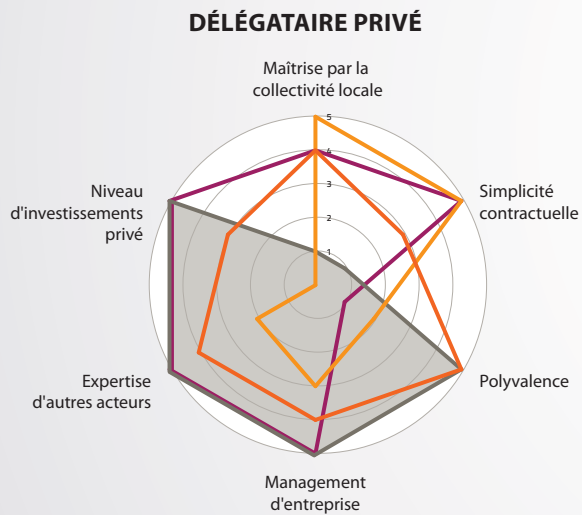 DÉLÉGATAIRE PRIVÉ
Maîtrise par la
collectivité locale
5
4
3
2
1
Niveau
d'investissements
privé
Simplicité
contractuelle
Expertise
d'autres acteurs
Polyvalence
Management
d'entreprise